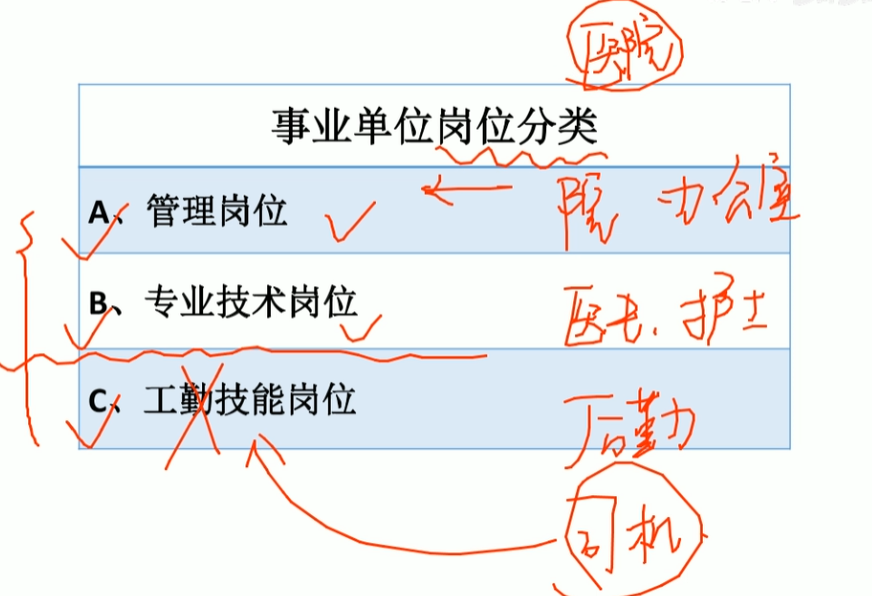 医院
事业单位岗位分类
A、管理岗位
院 办公室
B、专业技术岗位
医生、护士
C、工勤技能岗位
后勤
司机